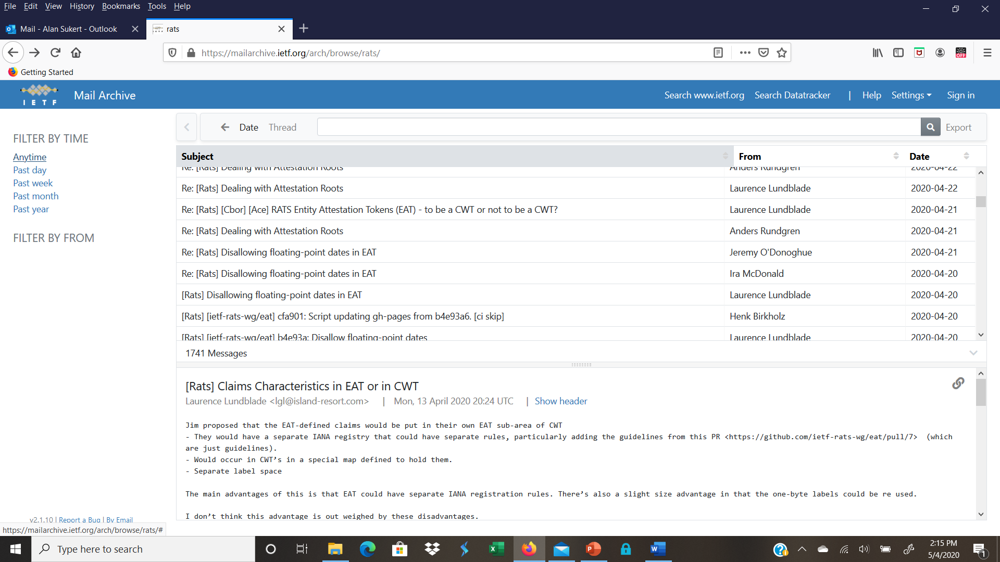 File Edit View History Bookmarks Tools Help
Mail - Alan Sukert - Outlook
rats
https://mailarchive.ietf.org/arch/browse/rats/
OFF
Getting Started
IETF
Mail Archive
Search www.ietf.org Search Datatracker | Help Settings Sign in
FILTER BY TIME
Anytime
Past day
Past week
Past month
Past year
FILTER BY FROM
Date Thread Export
Subject From Date
Re: [Rats] Dealing with Attestation Roots Anders Rundgren 2020-04-22
Re: [Rats] Dealing with Attestation Roots Laurence Lundblade 2020-04-22
Re: [Rats] [Cbor] [Ace] RATS Entity Attestation Tokens (EAT) - to be a CWT or not to be a CWT? Laurence Lundblade 2020-04-21
Re: [Rats] Dealing with Attestation Roots Anders Rundgren 2020-04-21
Re: [Rats] Disallowing floating-point dates in EAT Jeremy O'Donoghue 2020-04-21
Re: [Rats] Disallowing floating-point dates in EAT Ira McDonald 2020-04-20
[Rats] Disallowing floating-point dates in EAT Laurence Lundblade 2020-04-20
[Rats] [ietf-rats-wg/eat] cfa901: Script updating gh-pages from b4e93a6. [ci skip] Henk Birkholz 2020-04-20
[Rats] [ietf-rats-wg/eat] b4e93a: Disallow floating-point dates Laurence Lundblade 2020-04-20
1741 Messages
[Rats] Claims Characteristics in EAT or in CWT
Laurence Lundblade <lgl@island-resort.com> | Mon, 13 April 2020 20:24 UTC | Show header
Jim proposed that the EAT-defined claims would be put in their own EAT sub-area of CWT
- They would have a separate IANA registry that could have separate rules, particularly adding the guidelines from this PR <https://github.com/ietf-rats-wg/eat/pull/7> (which
are just guidelines).
- Would occur in CWT’s in a special map defined to hold them.
- Separate label space
The main advantages of this is that EAT could have separate IANA registration rules. There’s also a slight size advantage in that the one-byte labels could be re used.
I don’t think this advantage is out weighed by these disadvantages.
v2.1.10 | Report a Bug | By Email
https://mailarchive.ietf.org/arch/browse/rats/#
Type here to search
2:15 PM
5/4/2020
1